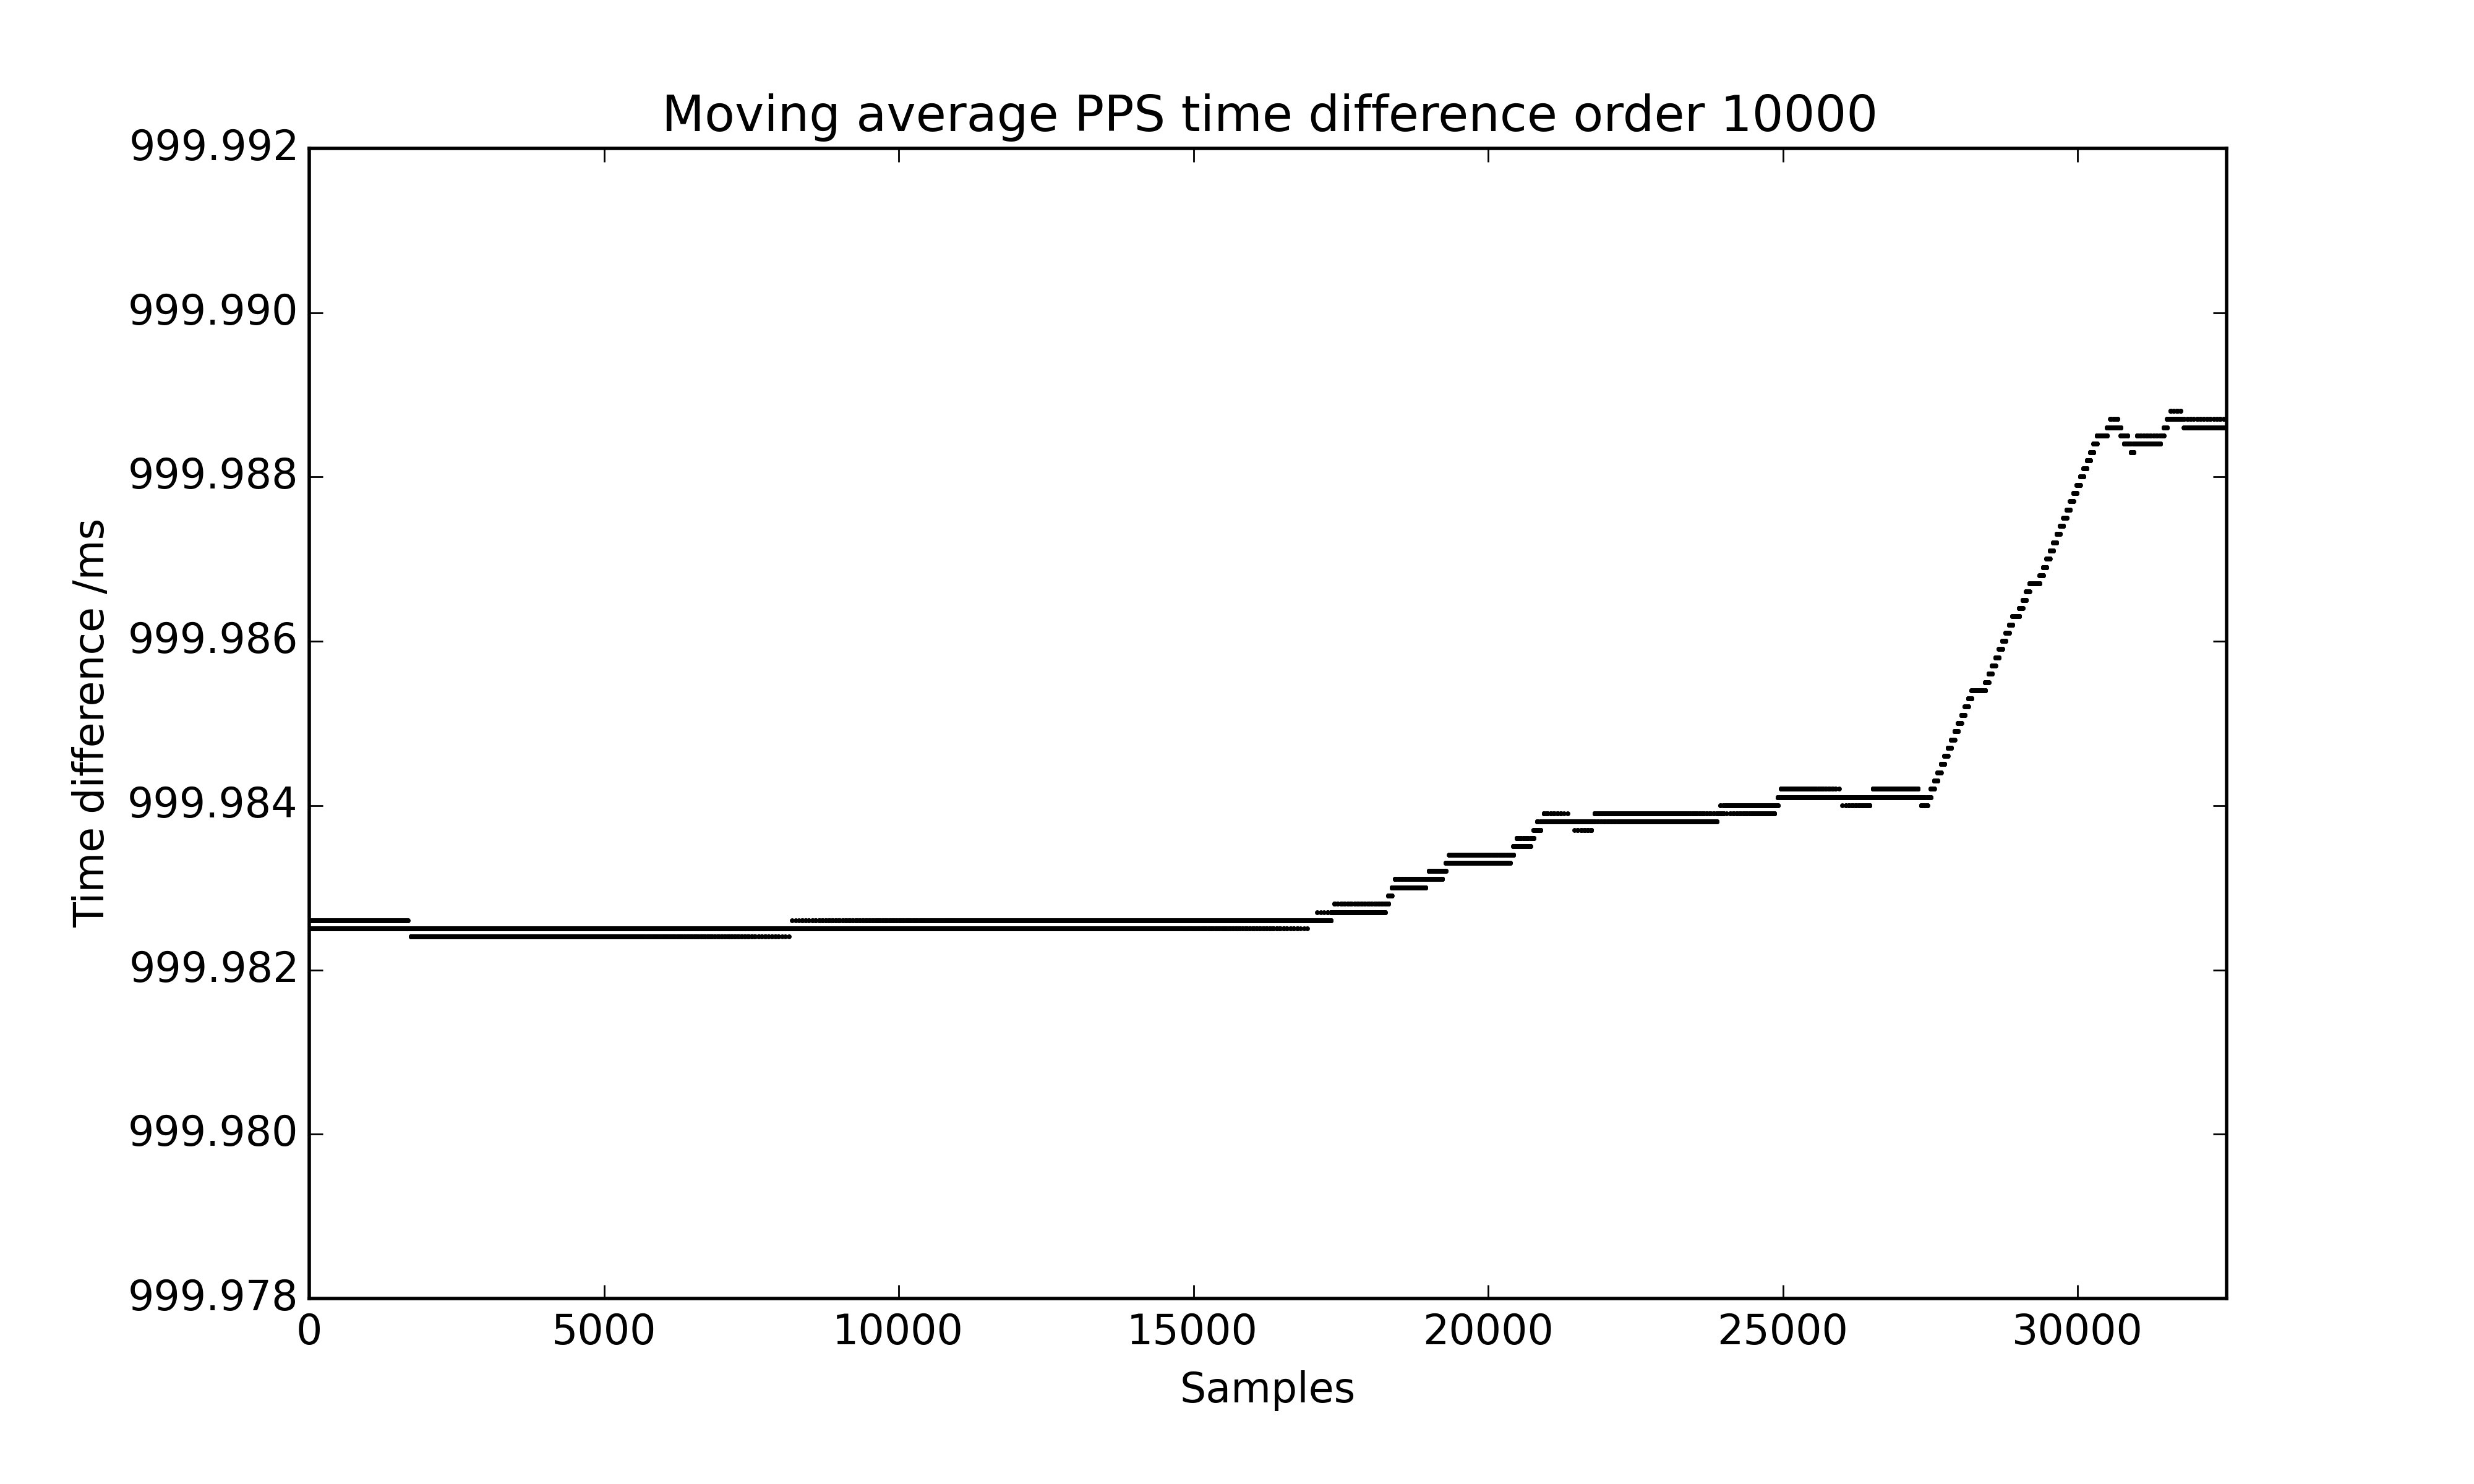 Moving average PPS time difference order 10000
999.992
999.990
999.988
999.986
999.984
999.982
999.980
999.978
Time difference /ms
0 5000 10000 15000 20000 25000 30000
Samples